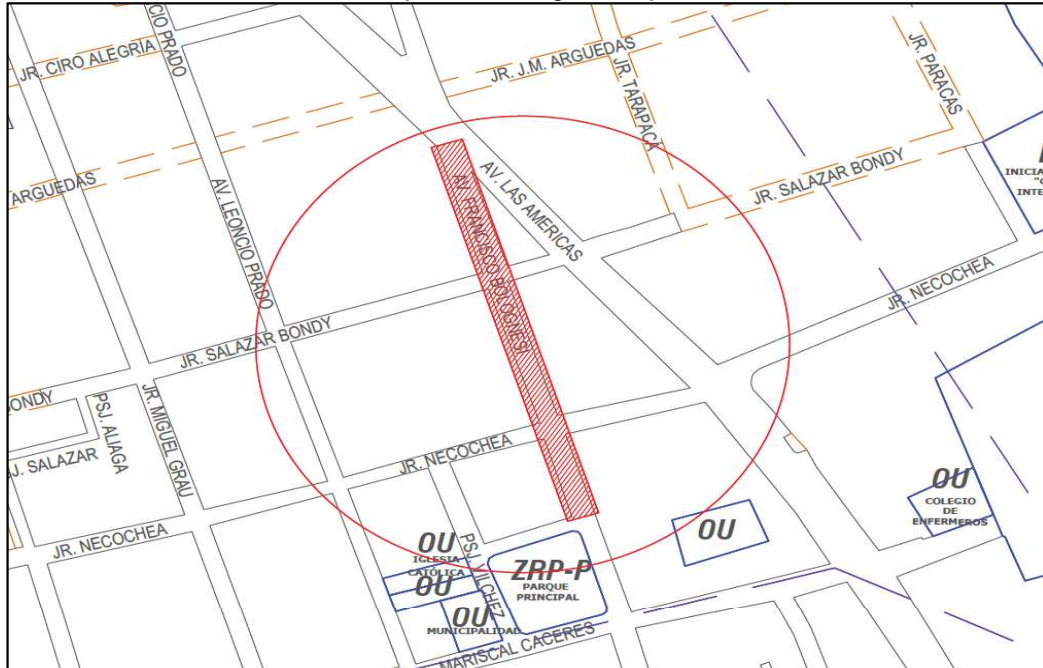 CIO PRADO
JR. CIRO ALEGRIA
JR. J.M. ARGUEDAS
JR. TARAPACA
JR. PARACAS
ARGUEDAS
AV. LEONCIO PRADO
AV. FRANCISCO BOLOGNESI
AV. LAS AMERICAS
JR. SALAZAR BONDY
INICIA
"C
INTE
JR. NECOCHEA
JR. SALAZAR BONDY
ONDY
PSJ. ALIAGA
JR. MIGUEL GRAU
J. SALAZAR
JR. NECOCHEA
JR. NECOCHEA
OU
COLEGIO
DE
ENFERMEROS
OU
OU
IGLESIA
CATÓLICA
OU
OU
MUNICIPALIDAD
PSJ. VILCHEZ
ZRP-P
PARQUE
PRINCIPAL
MARISCAL CACERES